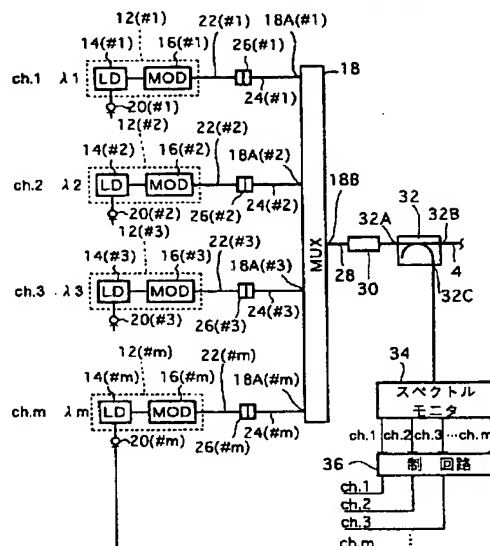 12(#1)
14(#1) 16(#1) 22(#1) 26(#1) 18A(#1)
ch.1 λ1 LD MOD 18
20(#1) 24(#1)
12(#2)
14(#2) 16(#2) 22(#2) 18A(#2)
ch.2 λ2 LD MOD
20(#2) 26(#2) 24(#2)
12(#3)
14(#3) 16(#3) 22(#3) 18A(#3)
ch.3 λ3 LD MOD
20(#3) 26(#3) 24(#3)
12(#m)
14(#m) 16(#m) 22(#m) 18A(#m)
ch.m λm LD MOD
20(#m) 26(#m) 24(#m)
MUX
18B 32A 32 32B
28 30 32C 4
34
スペクトル
モニタ
ch.1 ch.2 ch.3 …ch.m
36 制 回路
ch.1
ch.2
ch.3
ch.m